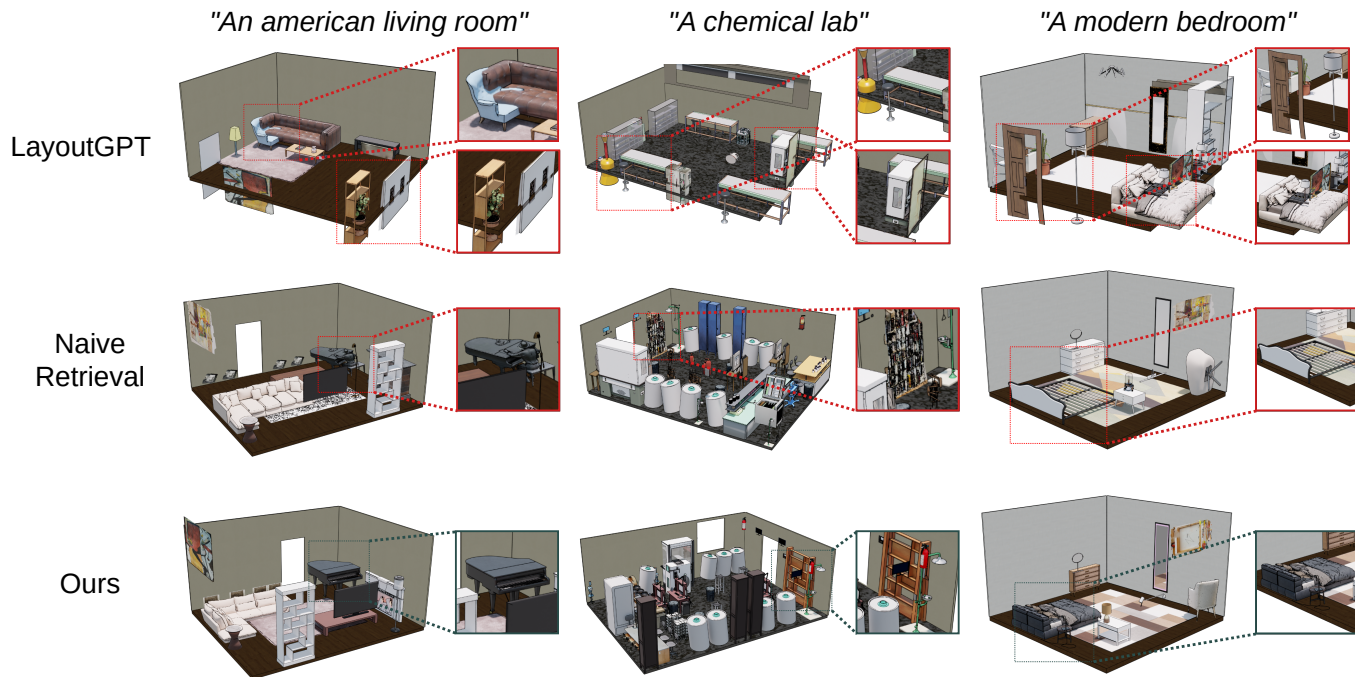 "An american living room"
"A chemical lab"
"A modern bedroom"
LayoutGPT
Naive
Retrieval
Ours